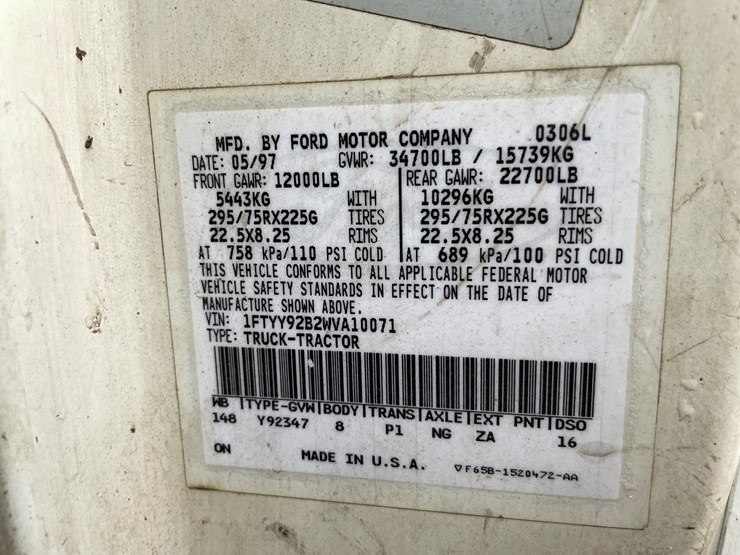 MFD. BY FORD MOTOR COMPANY 0306L
DATE: 05/97 GVWR: 34700LB / 15739KG
FRONT GAWR: 12000LB REAR GAWR: 22700LB
5443KG WITH 10296KG WITH
295/75RX225G TIRES 295/75RX225G TIRES
22.5X8.25 RIMS 22.5X8.25 RIMS
AT 758 kPa/110 PSI COLD AT 689 kPa/100 PSI COLD
THIS VEHICLE CONFORMS TO ALL APPLICABLE FEDERAL MOTOR
VEHICLE SAFETY STANDARDS IN EFFECT ON THE DATE OF
MANUFACTURE SHOWN ABOVE.
VIN: 1FTYY92B2WVA10071
TYPE: TRUCK-TRACTOR
WB TYPE-GVW BODY TRANS AXLE EXT PNT DSO
148 Y92347 8 P1 NG ZA 16
ON MADE IN U.S.A. ▽F65B-1520472-AA